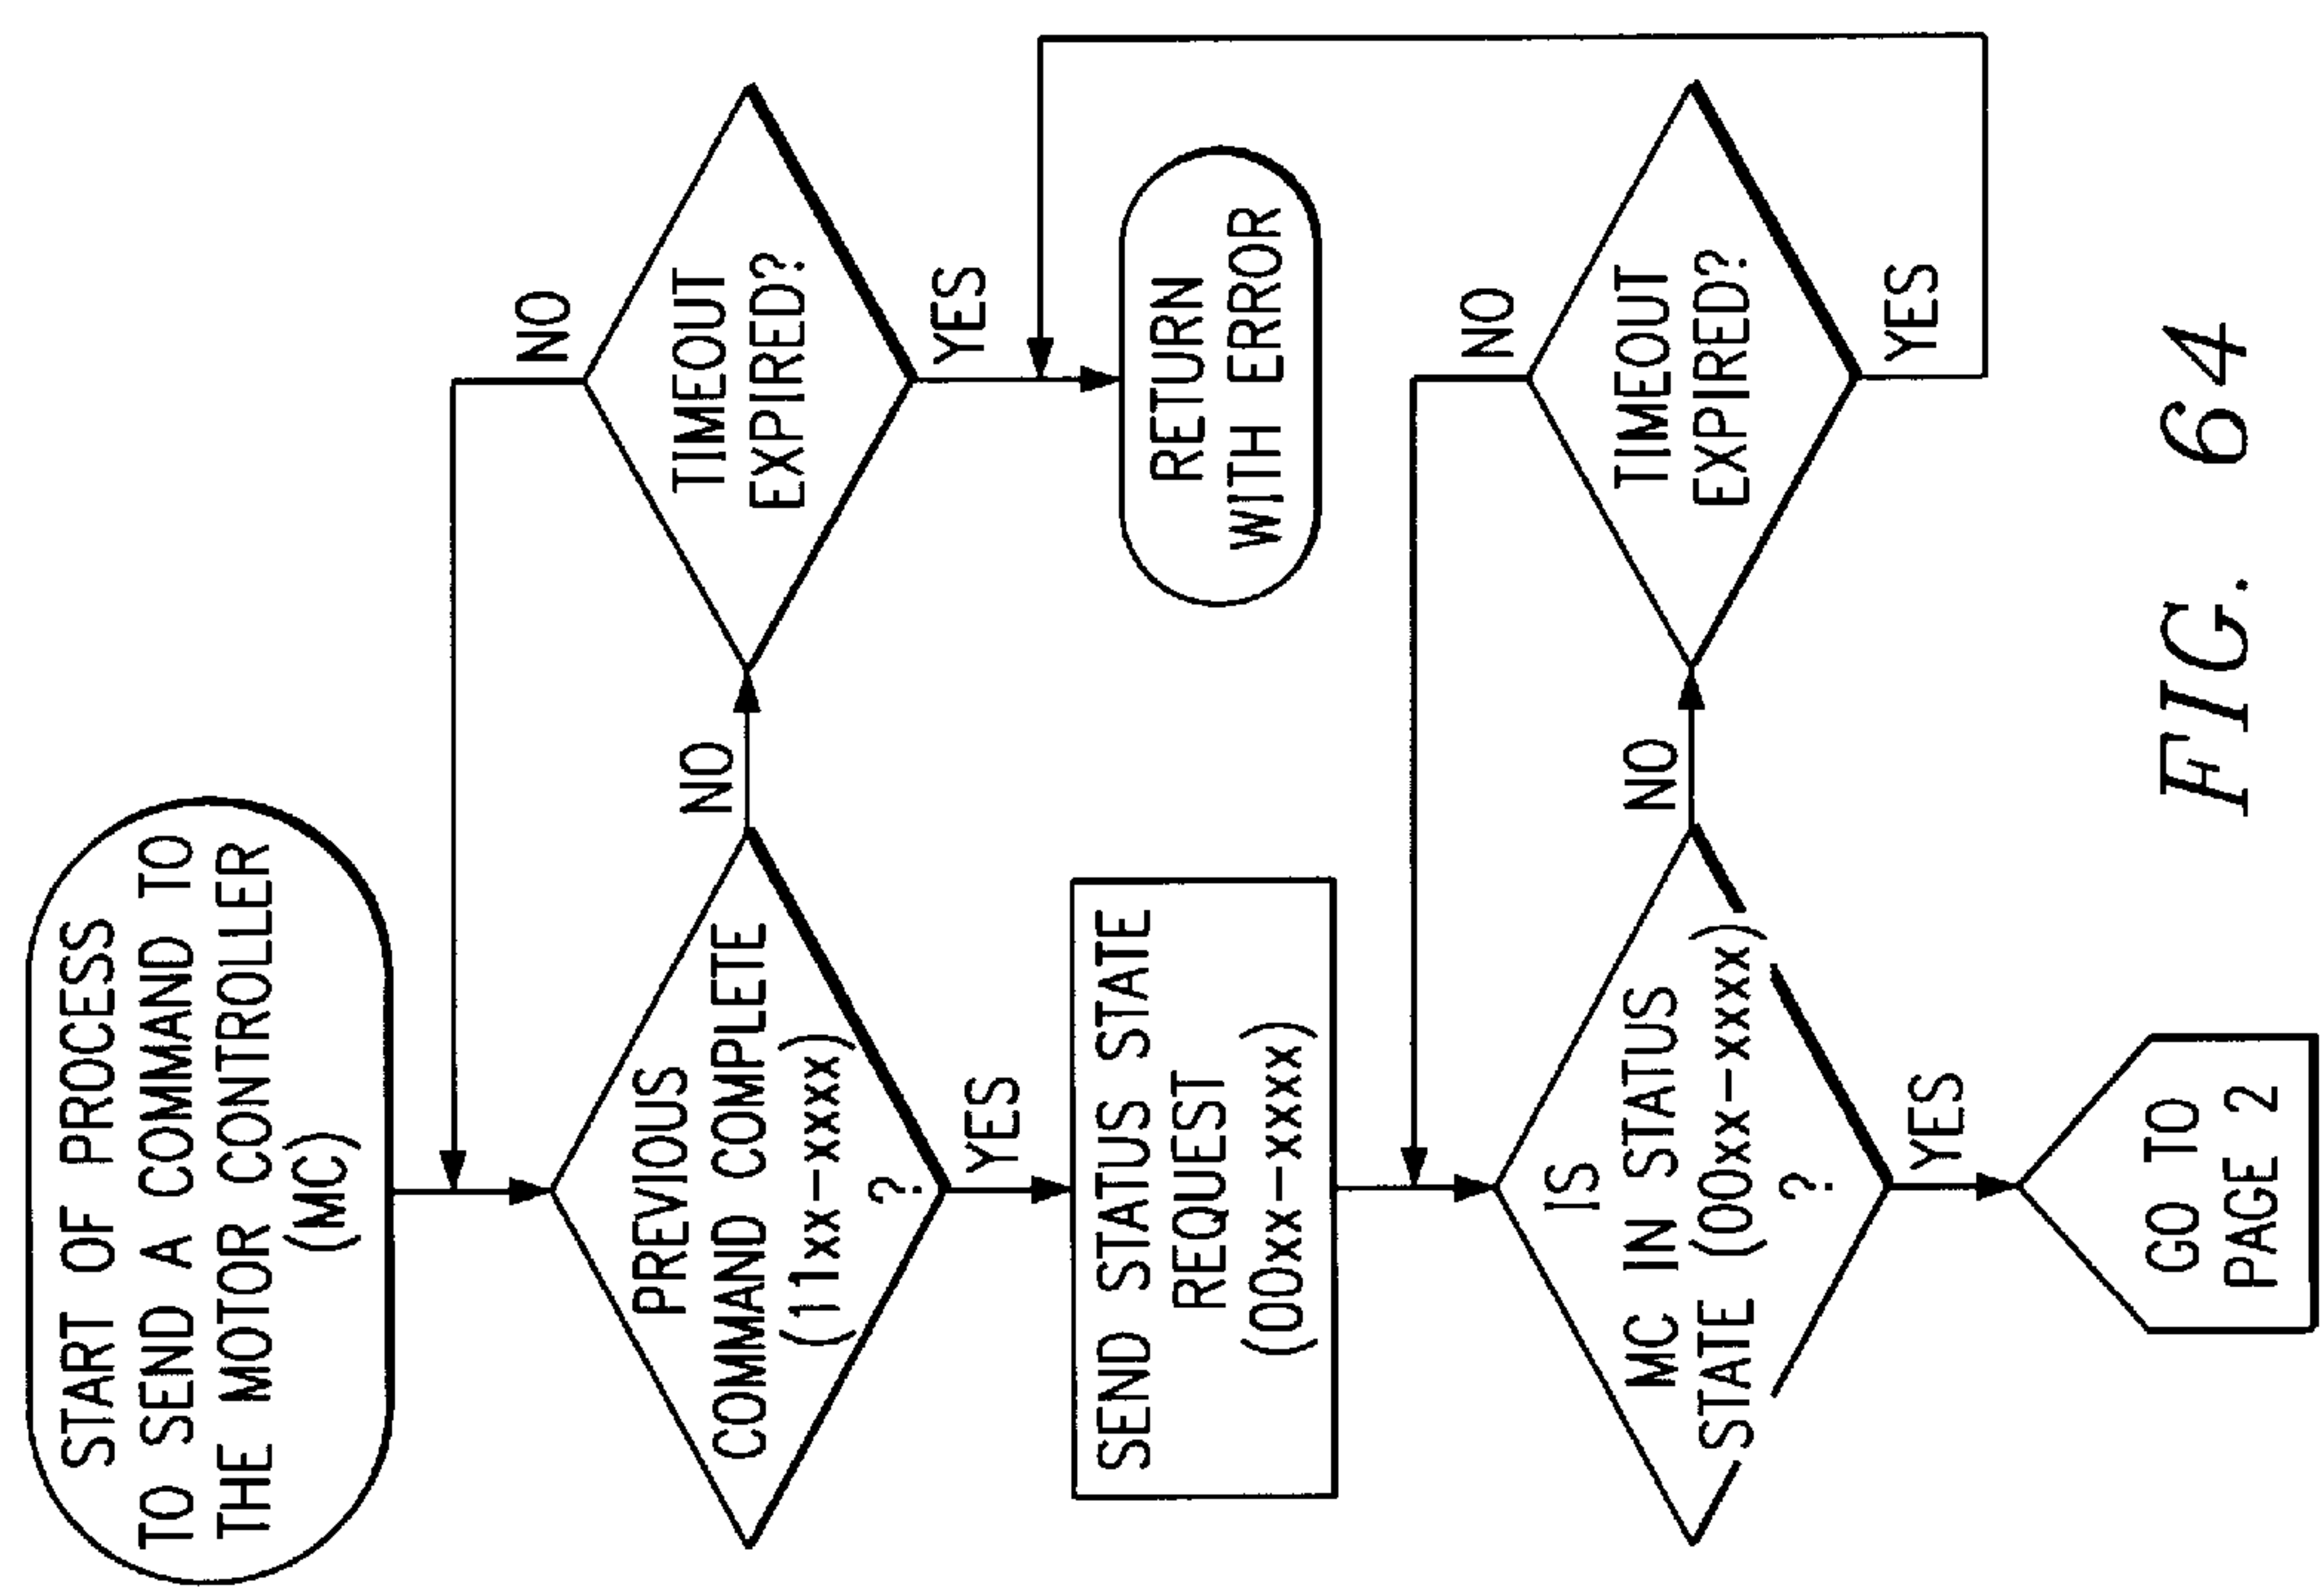 START OF PROCESS
TO SEND A COMMAND TO
THE MOTOR CONTROLLER
(MC)
PREVIOUS
COMMAND COMPLETE
(11xx-xxxx)
?
NO
TIMEOUT
EXPIRED?
NO
YES
RETURN
WITH ERROR
YES
SEND STATUS STATE
REQUEST
(00xx-xxxx)
IS
MC IN STATUS
STATE (00xx-xxxx)
?
NO
TIMEOUT
EXPIRED?
NO
YES
YES
GO TO
PAGE 2
FIG. 64